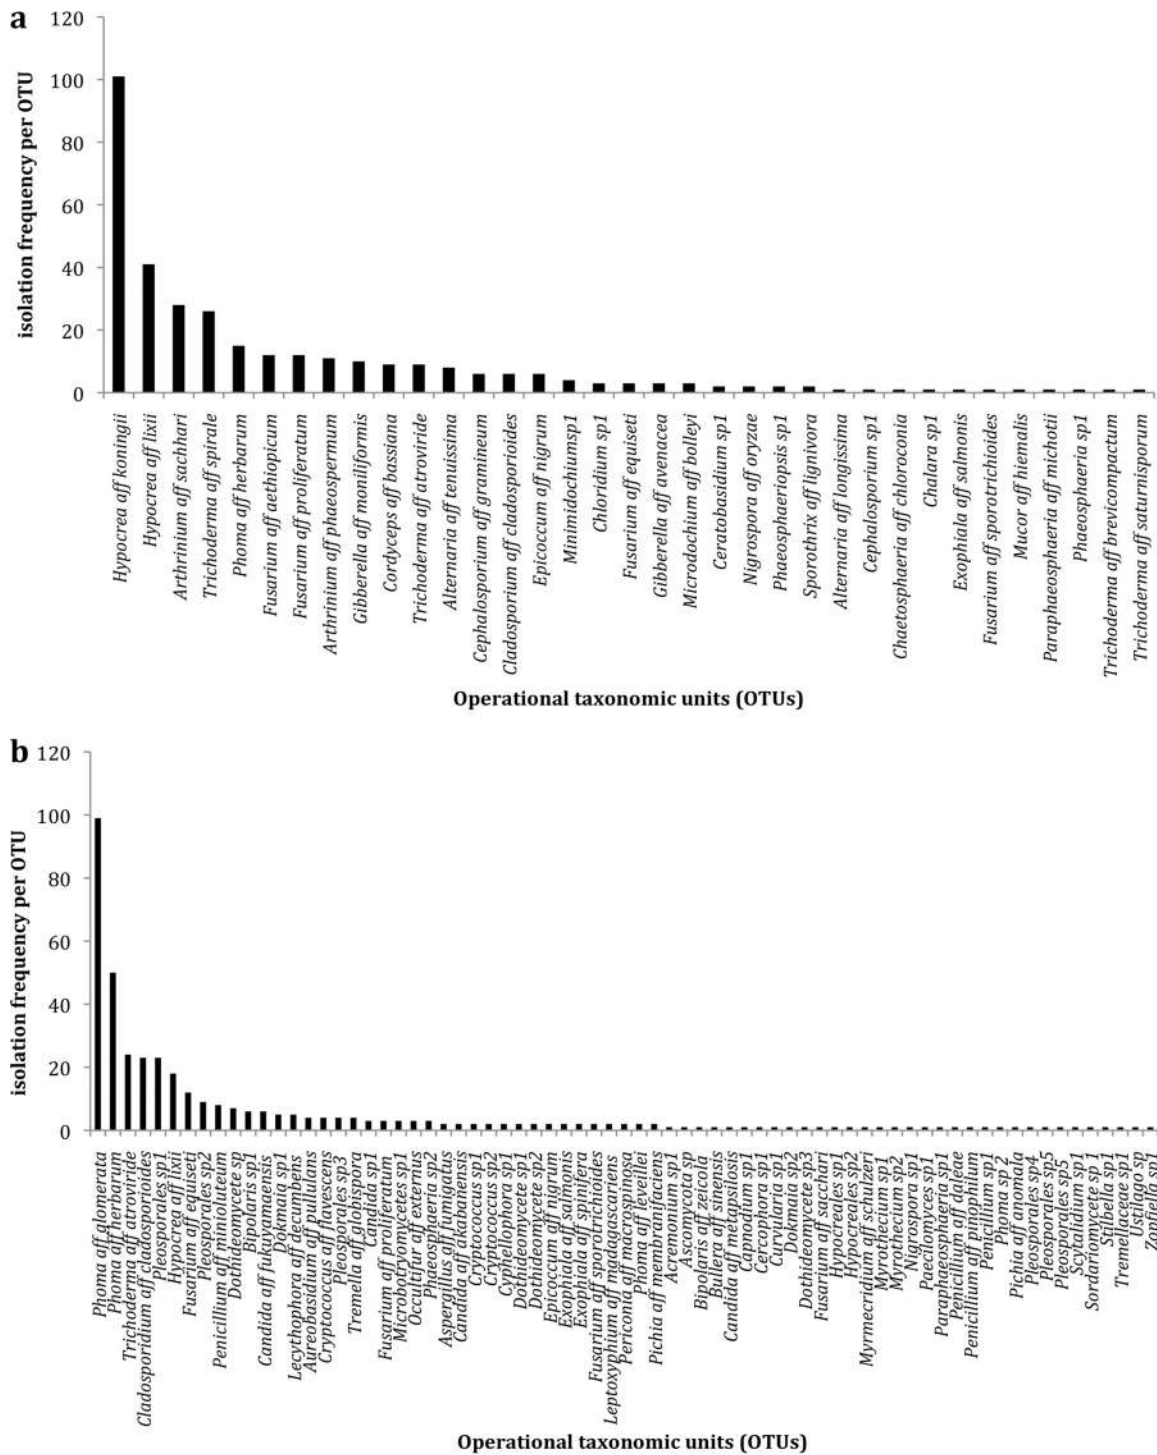 a
120
100
80
60
40
20
0
isolation frequency per OTU
Hypocrea aff koningii
Hypocrea aff lixii
Arthrinium aff sachari
Trichoderma aff spirale
Phoma aff herbarum
Fusarium aff aethiopicum
Fusarium aff proliferatum
Arthrinium aff phaeospermum
Gibberella aff moniliformis
Cordyceps aff bassiana
Trichoderma aff atroviride
Alternaria aff tenuissima
Cephalosporium aff gramineum
Cladosporium aff cladosporioides
Epicoccum aff nigrum
Minimidochiumsp1
Chloridium sp1
Fusarium aff equiseti
Gibberella aff avenacea
Microdochium aff bolleyi
Ceratobasidium sp1
Nigrospora aff oryzae
Phaeosphaeriopsis sp1
Sporothrix aff lignivora
Alternaria aff longissima
Cephalosporium sp1
Chaetosphaeria aff chloroconia
Chalara sp1
Exophiala aff salmonis
Fusarium aff sporotrichioides
Mucor aff hiemalis
Paraphaeosphaeria aff michotii
Phaeosphaeria sp1
Trichoderma aff brevicompactum
Trichoderma aff saturnisporum
Operational taxonomic units (OTUs)
b
120
100
80
60
40
20
0
isolation frequency per OTU
Phoma aff glomerata
Phoma aff herbarum
Trichoderma aff atroviride
Cladosporidium aff cladosporioides
Pleosporales sp1
Hypocrea aff lixii
Fusarium aff equiseti
Pleosporales sp2
Penicillium aff minioluteum
Dothideomycete sp
Bipolaris sp1
Candida aff fukuyamaensis
Dokmaia sp1
Lecythophora aff decumbens
Aureobasidium aff pullulans
Cryptococcus aff flavescens
Pleosporales sp3
Tremella aff globispora
Candida sp1
Fusarium aff proliferatum
Microbotryomycetes sp1
Occultifur aff externus
Phaeosphaeria sp2
Aspergillus aff fumigatus
Candida aff akabanensis
Cryptococcus sp1
Cryptococcus sp2
Cyphellophora sp1
Dothideomycete sp1
Dothideomycete sp2
Epicoccum aff nigrum
Exophiala aff salmonis
Exophiala aff spinifera
Fusarium aff sporotrichioides
Leptoxyphium aff madagascariens
Periconia aff macrospinosa
Phoma aff leveillei
Pichia aff membranifaciens
Acremonium sp1
Ascomycota sp
Bipolaris aff zeicola
Bullera aff sinensis
Candida aff metapsilosis
Capnodium sp1
Cercophora sp1
Curvularia sp1
Dokmaia sp2
Dothideomycete sp3
Fusarium aff sacchari
Hypocreales sp1
Hypocreales sp2
Myrmecridium aff schulzeri
Myrothecium sp1
Myrothecium sp2
Nigrospora sp1
Paecilomyces sp1
Paraphaeosphaeria sp1
Penicilium aff daleae
Penicillium aff pinophilum
Penicillium sp1
Phoma sp 2
Pichia aff anomala
Pleosporales sp4
Pleosporales sp5
Pleosporales sp5
Scytalidium sp1
Sordariomycete sp 1
Stilbella sp1
Tremellaceae sp1
Ustilago sp
Zopfiella sp1
Operational taxonomic units (OTUs)